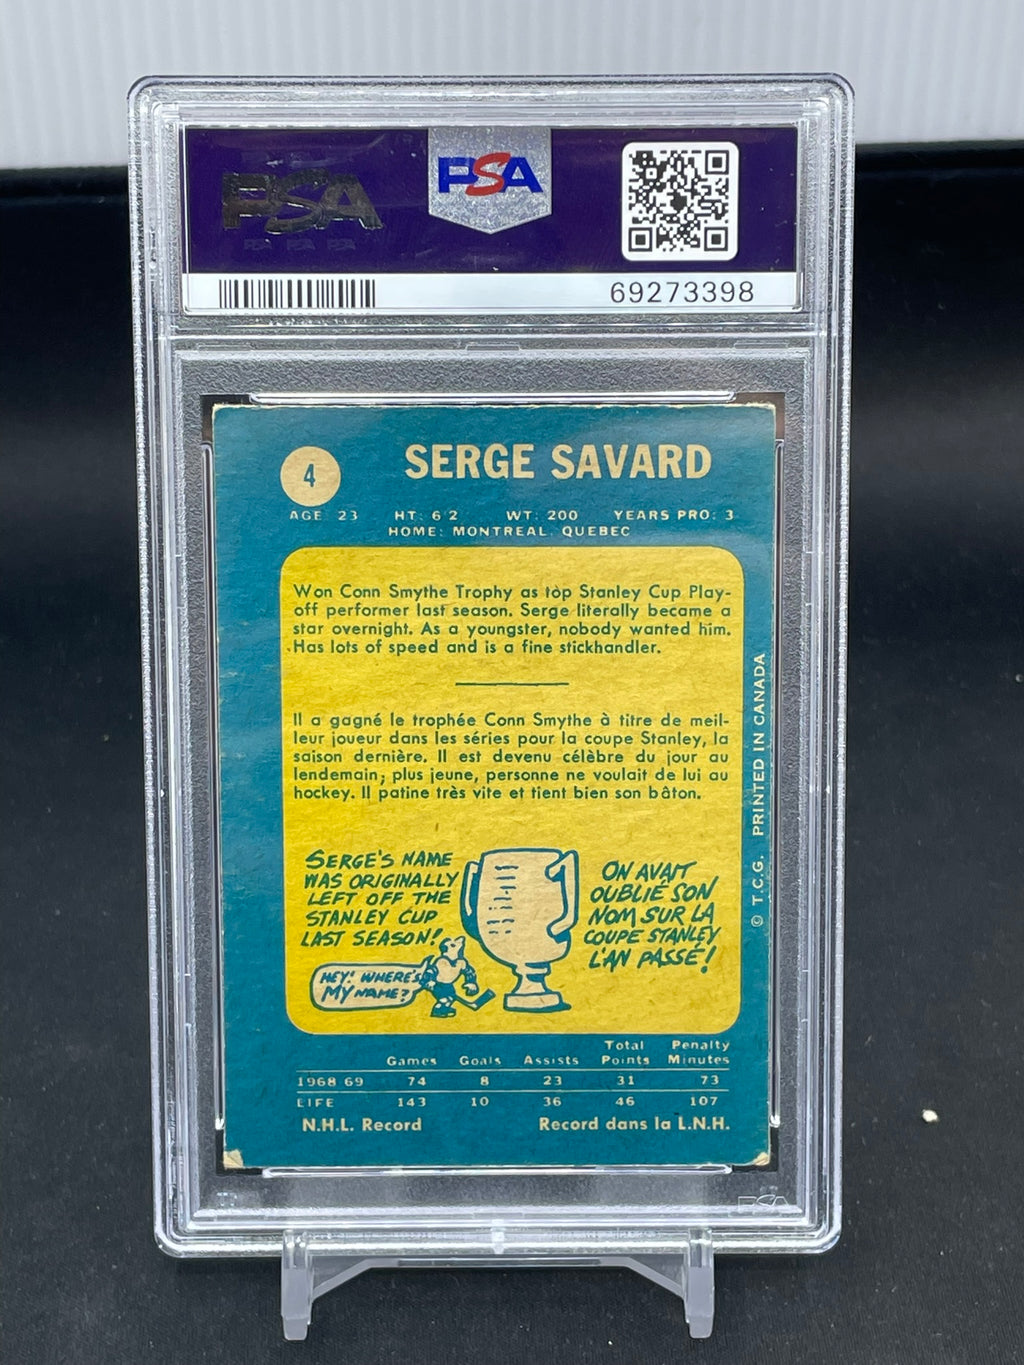 PSA
PSA
PSA PSA PSA
69273398
4
SERGE SAVARD
AGE 23 HT: 6 2 WT: 200 YEARS PRO: 3
HOME: MONTREAL, QUEBEC
Won Conn Smythe Trophy as top Stanley Cup Play-
off performer last season. Serge literally became a
star overnight. As a youngster, nobody wanted him.
Has lots of speed and is a fine stickhandler.
Il a gagné le trophée Conn Smythe à titre de meil-
leur joueur dans les séries pour la coupe Stanley, la
saison dernière. Il est devenu célèbre du jour au
lendemain; plus jeune, personne ne voulait de lui au
hockey. Il patine très vite et tient bien son bâton.
SERGE'S NAME
WAS ORIGINALLY
LEFT OFF THE
STANLEY CUP
LAST SEASON!
HEY! WHERE'S
MY NAME?
ON AVAIT
OUBLIÉ SON
NOM SUR LA
COUPE STANLEY
L'AN PASSÉ!
© T.C.G. PRINTED IN CANADA
Games Goals Assists Total Points Penalty Minutes
1968 69 74 8 23 31 73
LIFE 143 10 36 46 107
N.H.L. Record Record dans la L.N.H.
PSA